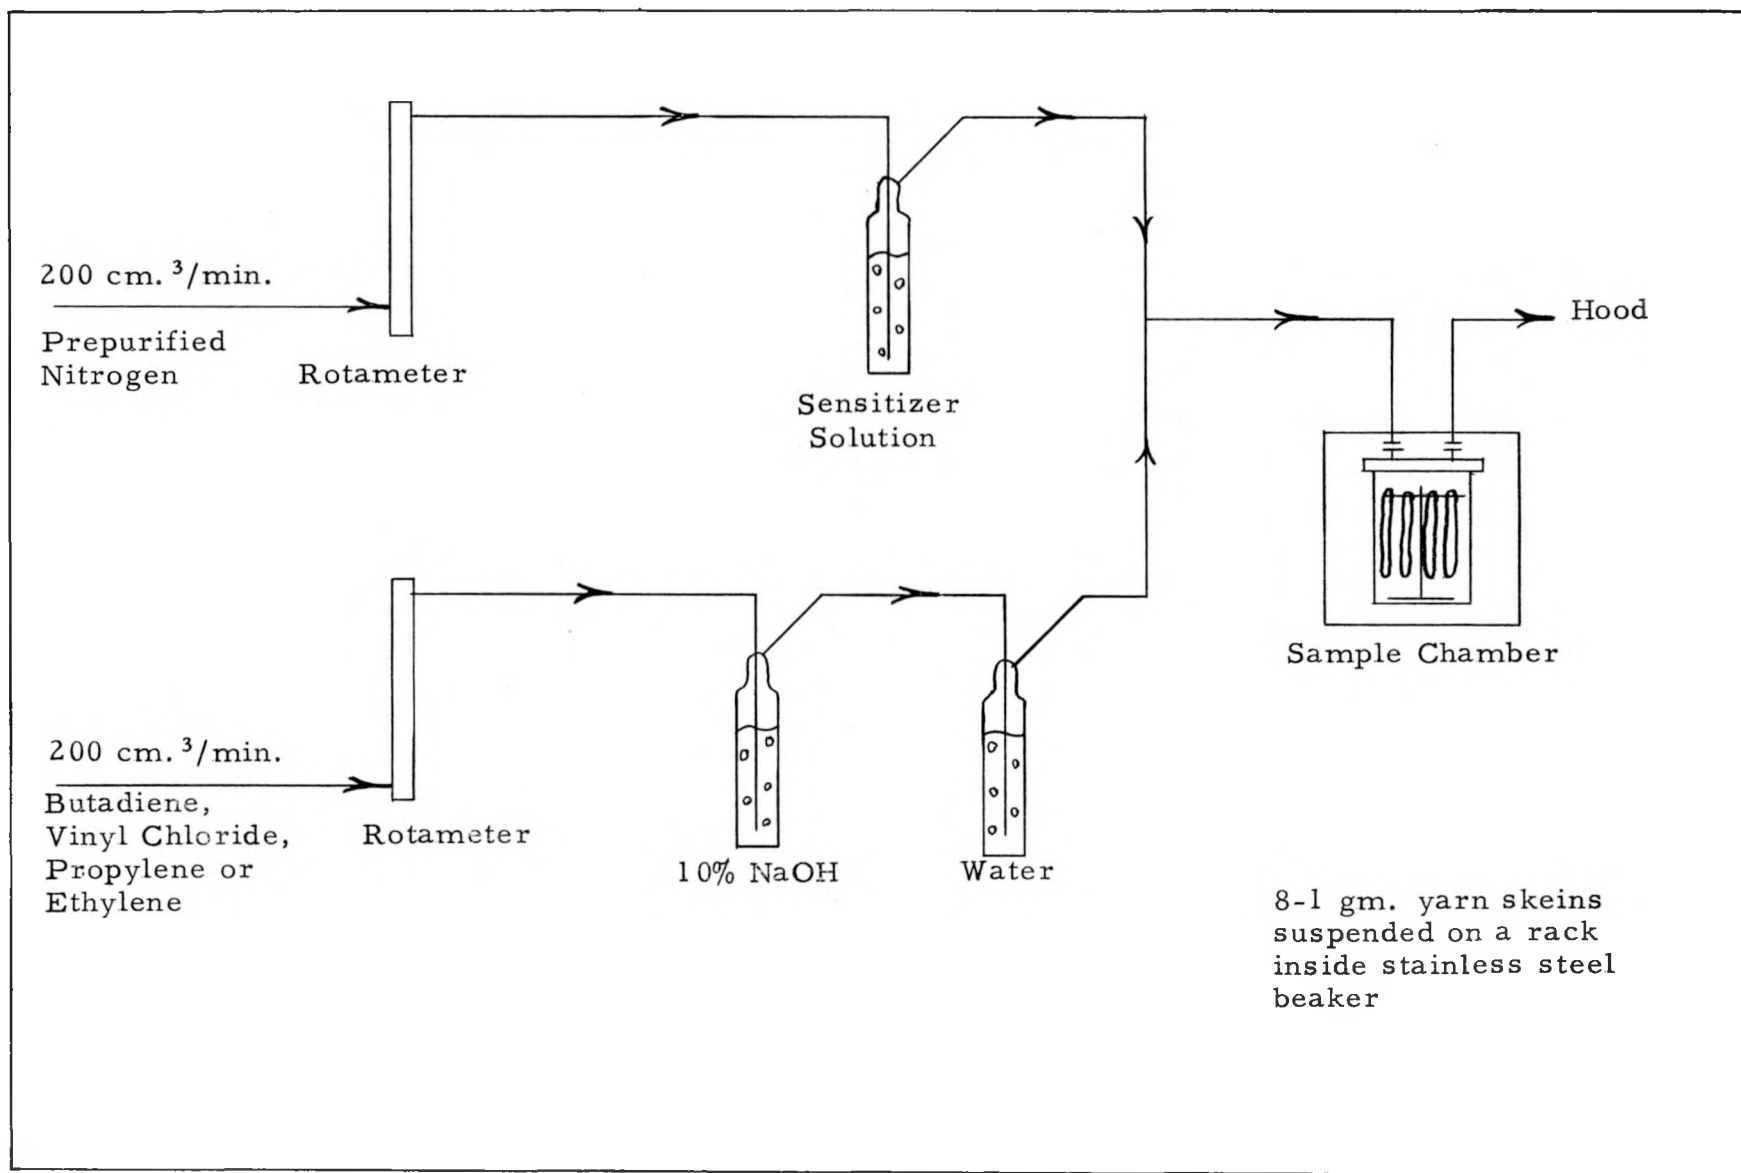 200 cm.³/min.
Prepurified
Nitrogen
Rotameter
Sensitizer
Solution
Hood
Sample Chamber
200 cm.³/min.
Butadiene,
Vinyl Chloride,
Propylene or
Ethylene
Rotameter
10% NaOH
Water
8-1 gm. yarn skeins
suspended on a rack
inside stainless steel
beaker